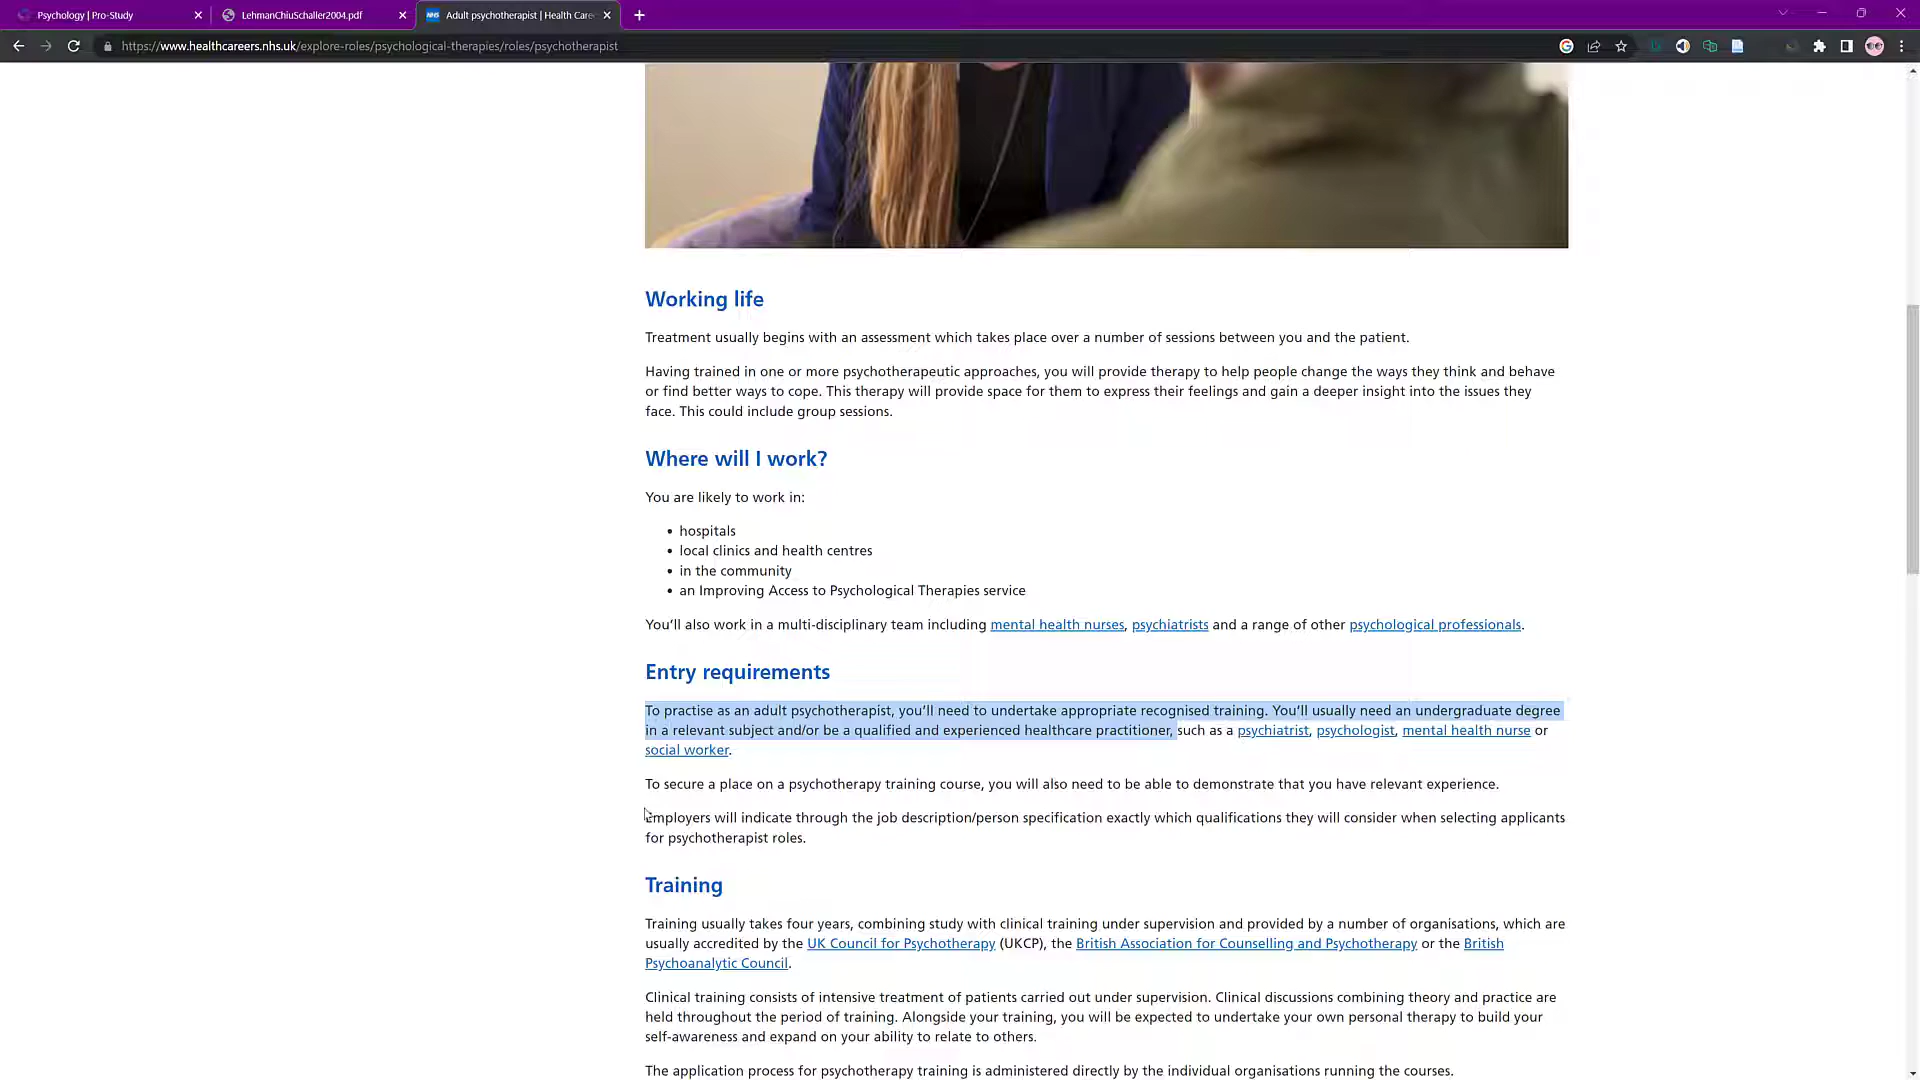 Psychology | Pro-Study
LehmanChiuSchaller2004.pdf
NHS
Adult psychotherapist | Health Care
https://www.healthcareers.nhs.uk/explore-roles/psychological-therapies/roles/psychotherapist
Working life
Treatment usually begins with an assessment which takes place over a number of sessions between you and the patient.
Having trained in one or more psychotherapeutic approaches, you will provide therapy to help people change the ways they think and behave
or find better ways to cope. This therapy will provide space for them to express their feelings and gain a deeper insight into the issues they
face. This could include group sessions.
Where will I work?
You are likely to work in:
• hospitals
• local clinics and health centres
• in the community
• an Improving Access to Psychological Therapies service
You'll also work in a multi-disciplinary team including mental health nurses, psychiatrists and a range of other psychological professionals.
Entry requirements
To practise as an adult psychotherapist, you'll need to undertake appropriate recognised training. You'll usually need an undergraduate degree
in a relevant subject and/or be a qualified and experienced healthcare practitioner, such as a psychiatrist, psychologist, mental health nurse or
social worker.
To secure a place on a psychotherapy training course, you will also need to be able to demonstrate that you have relevant experience.
Employers will indicate through the job description/person specification exactly which qualifications they will consider when selecting applicants
for psychotherapist roles.
Training
Training usually takes four years, combining study with clinical training under supervision and provided by a number of organisations, which are
usually accredited by the UK Council for Psychotherapy (UKCP), the British Association for Counselling and Psychotherapy or the British
Psychoanalytic Council.
Clinical training consists of intensive treatment of patients carried out under supervision. Clinical discussions combining theory and practice are
held throughout the period of training. Alongside your training, you will be expected to undertake your own personal therapy to build your
self-awareness and expand on your ability to relate to others.
The application process for psychotherapy training is administered directly by the individual organisations running the courses.